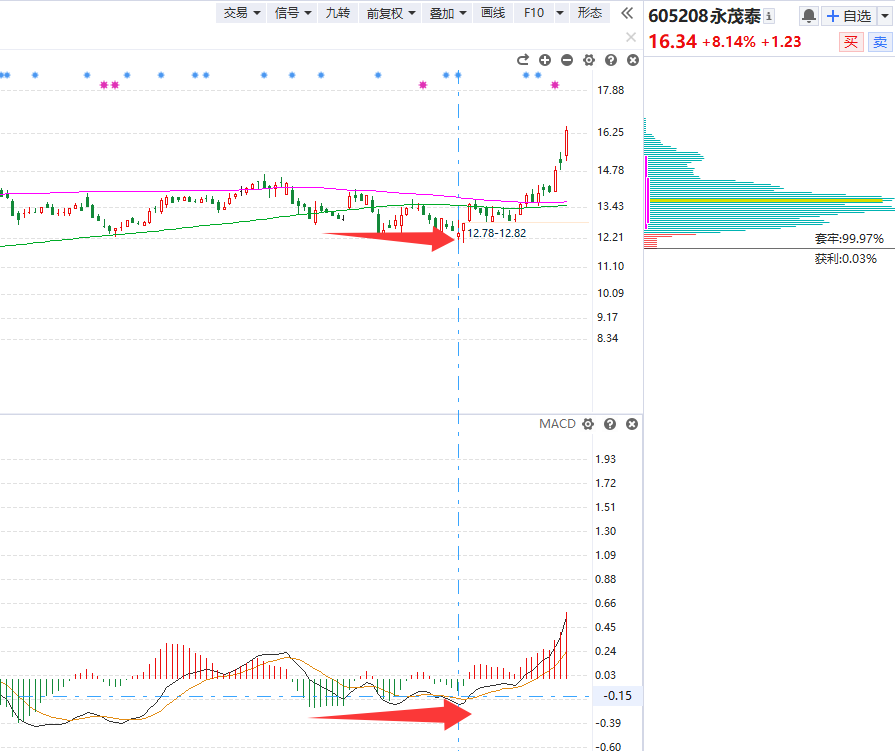 交易 信号 九转 前复权 叠加 画线 F10 形态
605208永茂泰
自选
16.34 +8.14% +1.23
买 卖
17.88
16.25
14.78
13.43
12.78-12.82
12.21
11.10
10.09
9.17
8.34
套牢:99.97%
获利:0.03%
MACD
1.93
1.72
1.51
1.30
1.09
0.88
0.66
0.45
0.24
0.03
-0.15
-0.39
-0.60